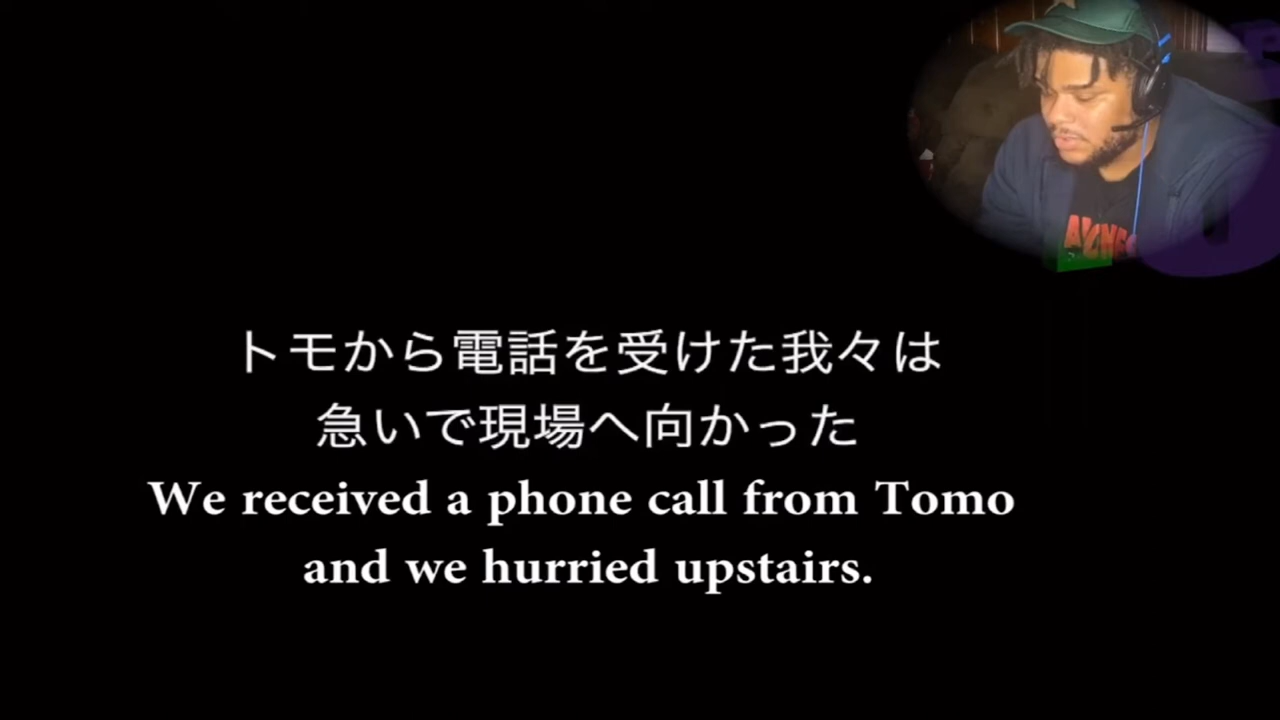 トモから電話を受けた我々は
急いで現場へ向かった
We received a phone call from Tomo
and we hurried upstairs.